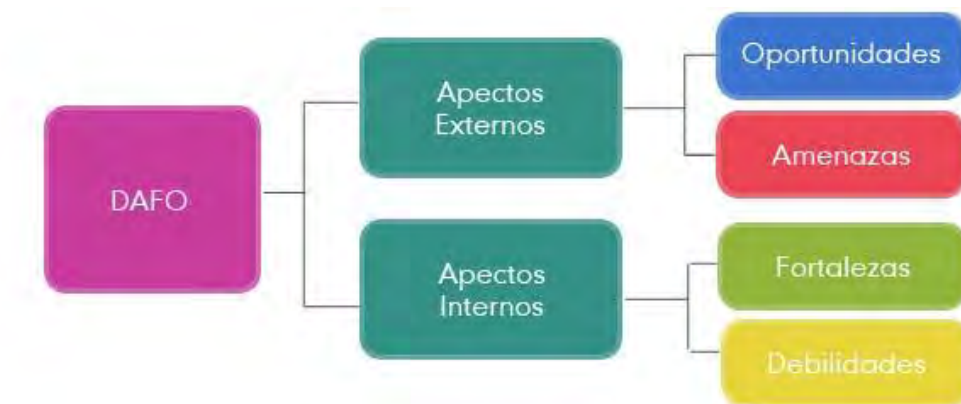 DAFO
Apectos
Externos
Oportunidades
Amenazas
Apectos
Internos
Fortalezas
Debilidades